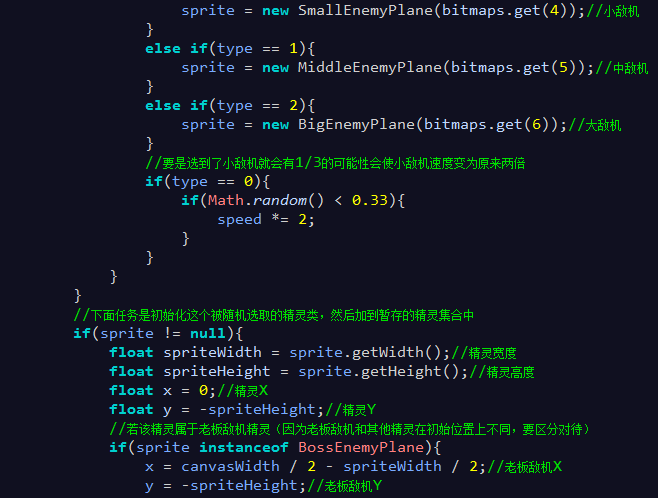 sprite = new SmallEnemyPlane(bitmaps.get(4));//小敌机
}
else if(type == 1){
sprite = new MiddleEnemyPlane(bitmaps.get(5));//中敌机
}
else if(type == 2){
sprite = new BigEnemyPlane(bitmaps.get(6));//大敌机
}
//要是选到了小敌机就会有1/3的可能性会使小敌机速度变为原来两倍
if(type == 0){
if(Math.random() < 0.33){
speed *= 2;
}
}
}
}
//下面任务是初始化这个被随机选取的精灵类，然后加到暂存的精灵集合中
if(sprite != null){
float spriteWidth = sprite.getWidth();//精灵宽度
float spriteHeight = sprite.getHeight();//精灵高度
float x = 0;//精灵X
float y = -spriteHeight;//精灵Y
//若该精灵属于老板敌机精灵（因为老板敌机和其他精灵在初始位置上不同，要区分对待）
if(sprite instanceof BossEnemyPlane){
x = canvasWidth / 2 - spriteWidth / 2;//老板敌机X
y = -spriteHeight;//老板敌机Y